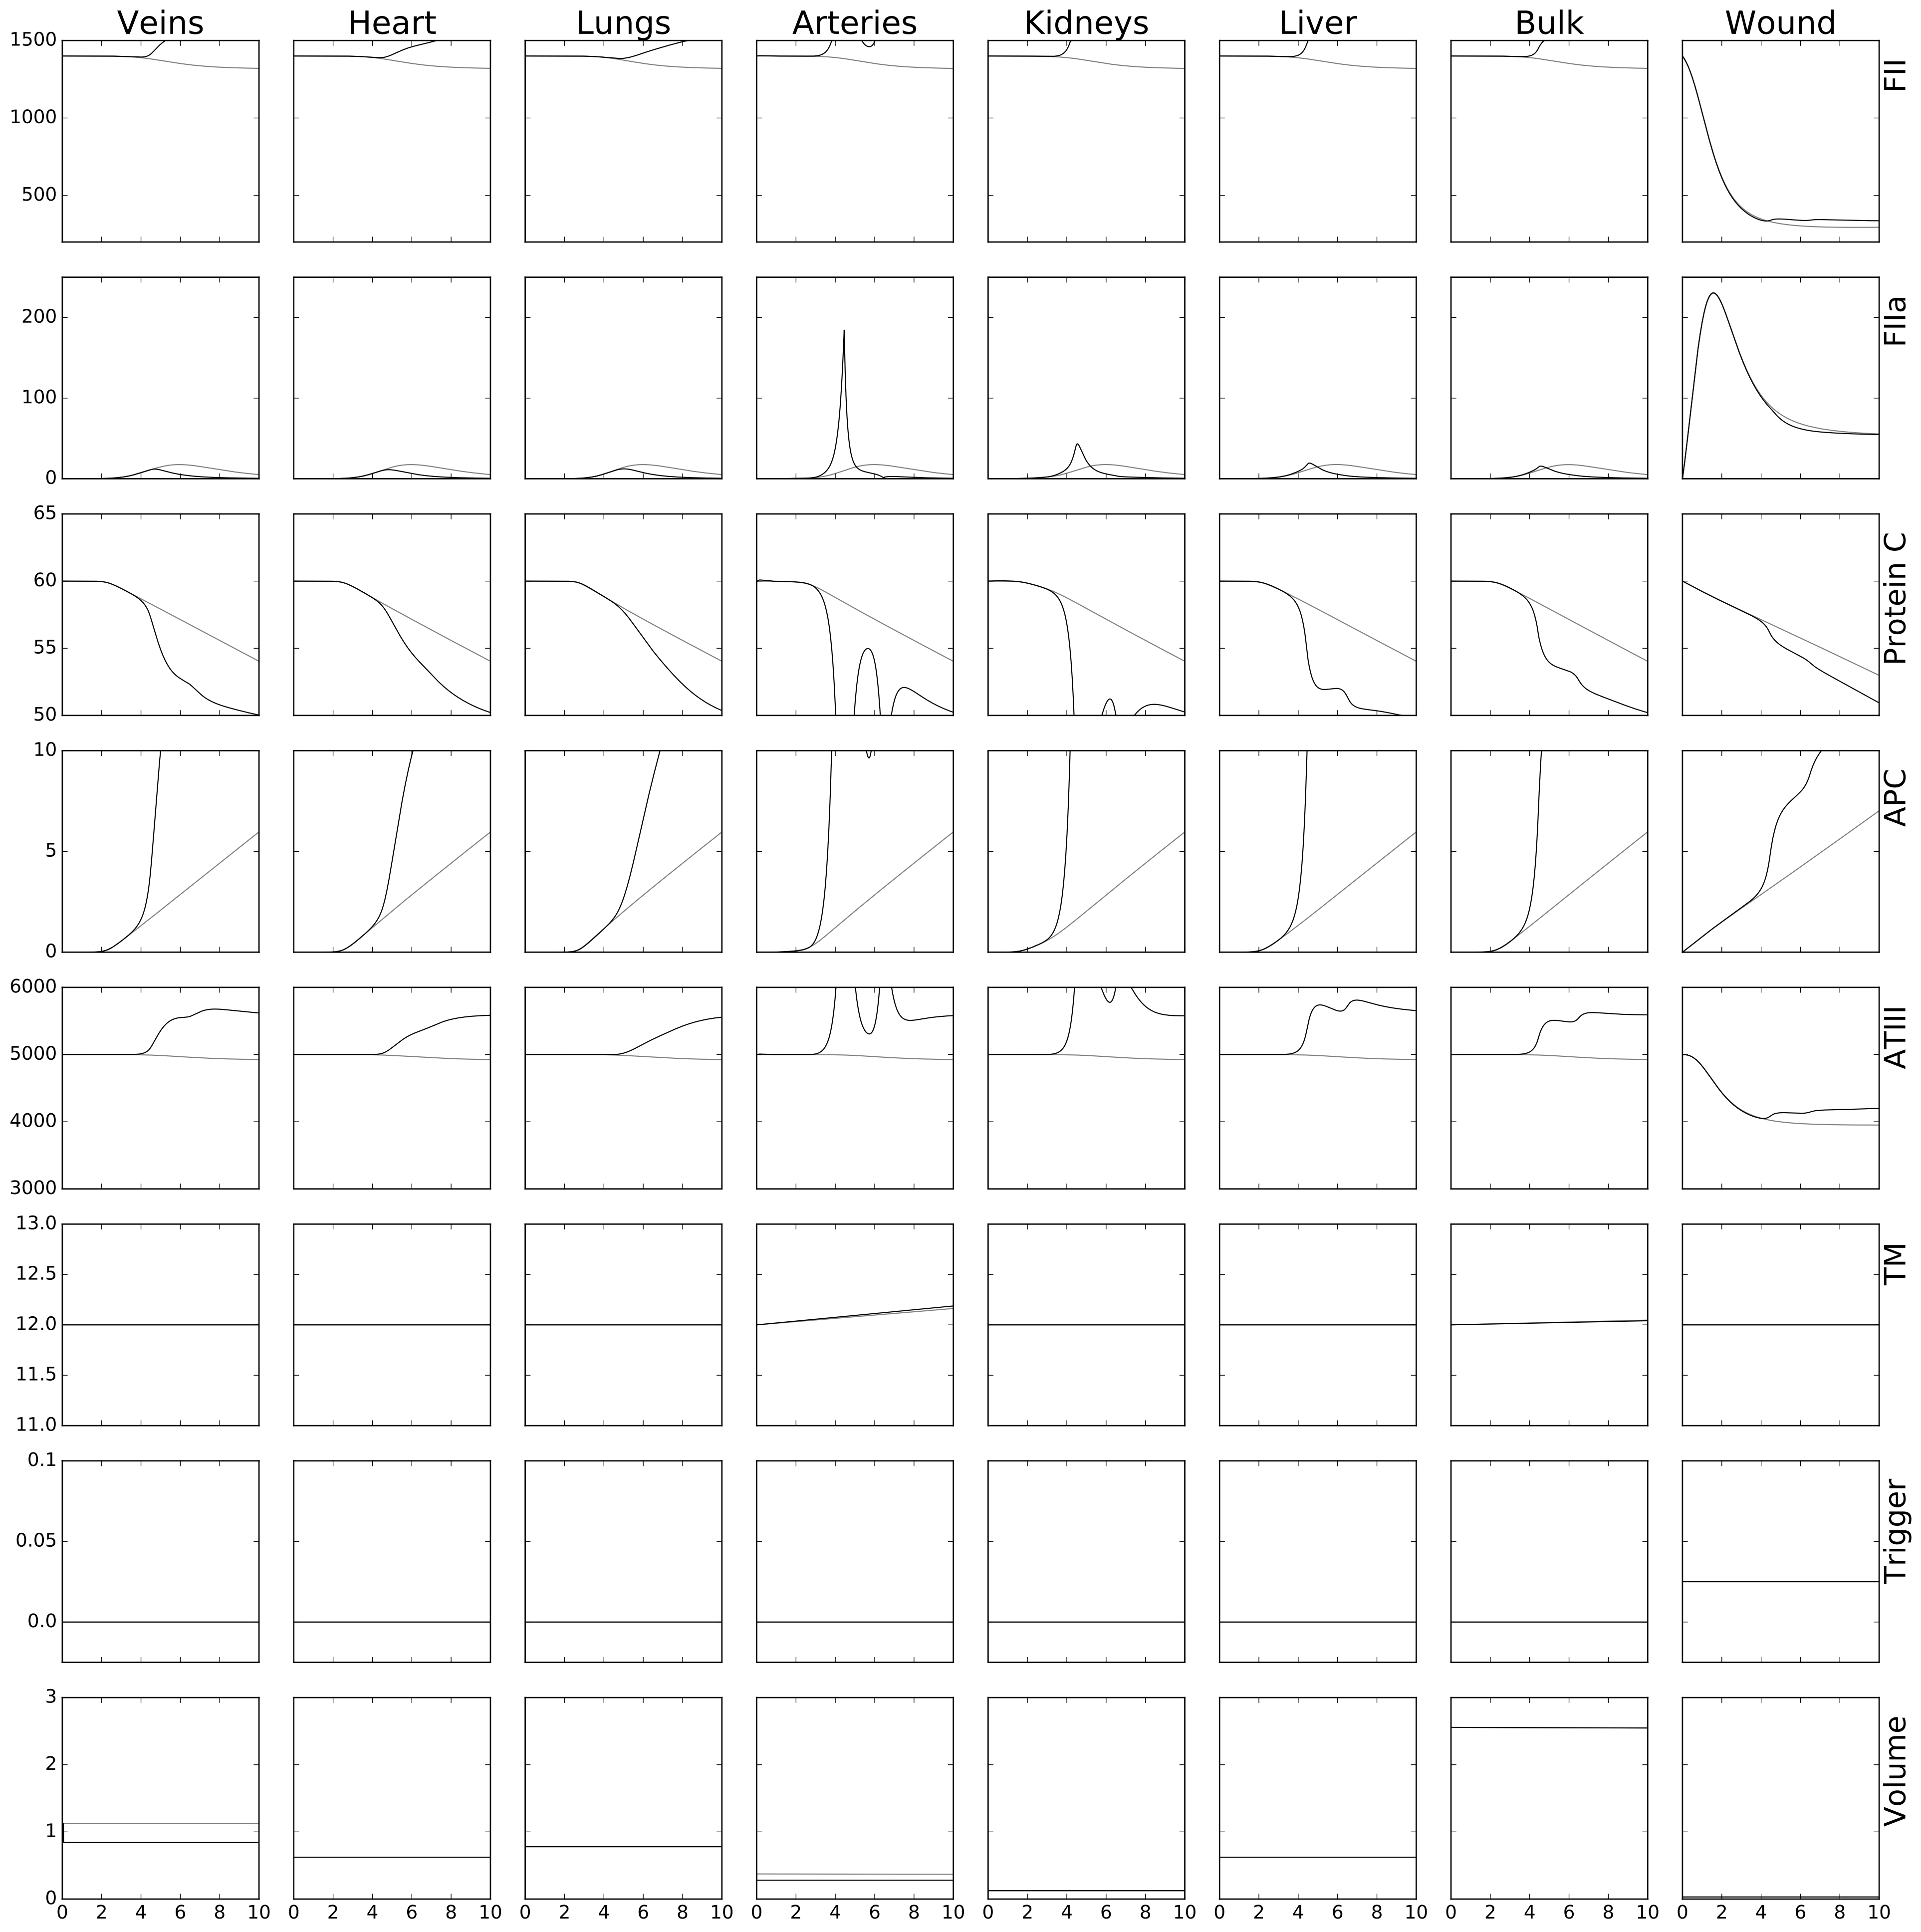 Veins Heart Lungs Arteries Kidneys Liver Bulk Wound
1500
1000
500
FII
200
100
0
FIIa
65
60
55
50
Protein C
10
5
0
APC
6000
5000
4000
3000
ATIII
13.0
12.5
12.0
11.5
11.0
TM
0.1
0.05
0.0
Trigger
3
2
1
0
Volume
0 2 4 6 8 10 0 2 4 6 8 10 0 2 4 6 8 10 0 2 4 6 8 10 0 2 4 6 8 10 0 2 4 6 8 10 0 2 4 6 8 10 0 2 4 6 8 10